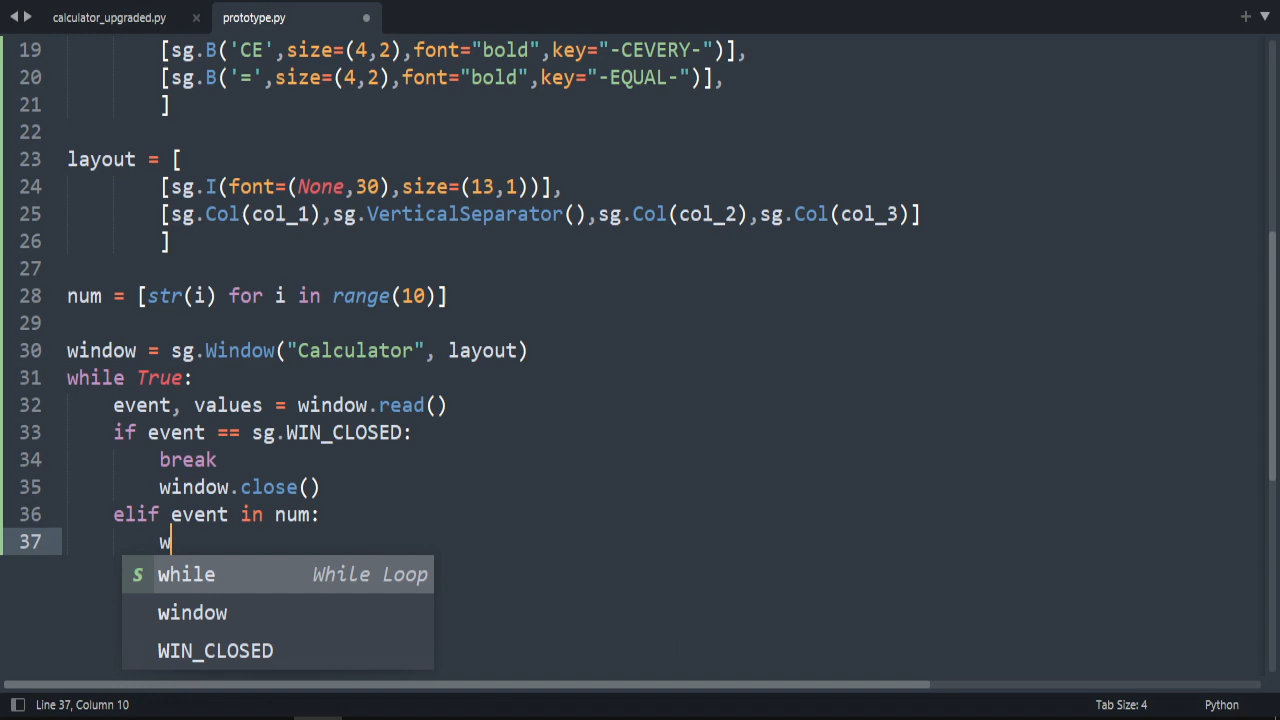 calculator_upgraded.py × prototype.py
19 [sg.B('CE',size=(4,2),font="bold",key="-CEVERY-")],
20 [sg.B('=',size=(4,2),font="bold",key="-EQUAL-")],
21 ]
22
23 layout = [
24 [sg.I(font=(None,30),size=(13,1))],
25 [sg.Col(col_1),sg.VerticalSeparator(),sg.Col(col_2),sg.Col(col_3)]
26 ]
27
28 num = [str(i) for i in range(10)]
29
30 window = sg.Window("Calculator", layout)
31 while True:
32 event, values = window.read()
33 if event == sg.WIN_CLOSED:
34 break
35 window.close()
36 elif event in num:
37 w
s while While Loop
window
WIN_CLOSED
Line 37, Column 10 Tab Size: 4 Python